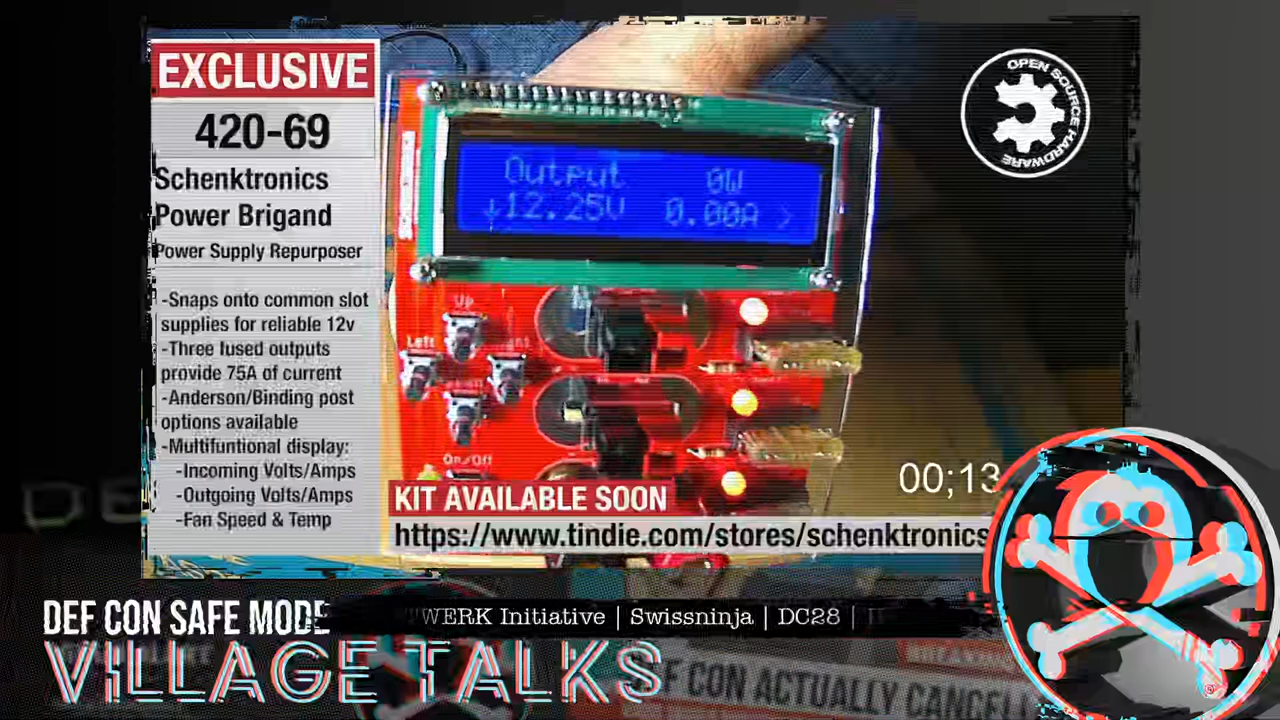 EXCLUSIVE
420-69
Schenktronics
Power Brigand
Power Supply Repurposer
-Snaps onto common slot
supplies for reliable 12v
-Three fused outputs
provide 75A of current
-Anderson/Binding post
options available
-Multifuntional display:
-Incoming Volts/Amps
-Outgoing Volts/Amps
-Fan Speed & Temp
OPEN SOURCE HARDWARE
Output 0W
↓12.25V 0.00A >
Up
Left
On/Off
00;13
KIT AVAILABLE SOON
https://www.tindie.com/stores/schenktronics
DEF CON SAFE MODE
WERK Initiative | Swissninja | DC28 |
VILLAGE TALKS
DEF CON ACTUALLY